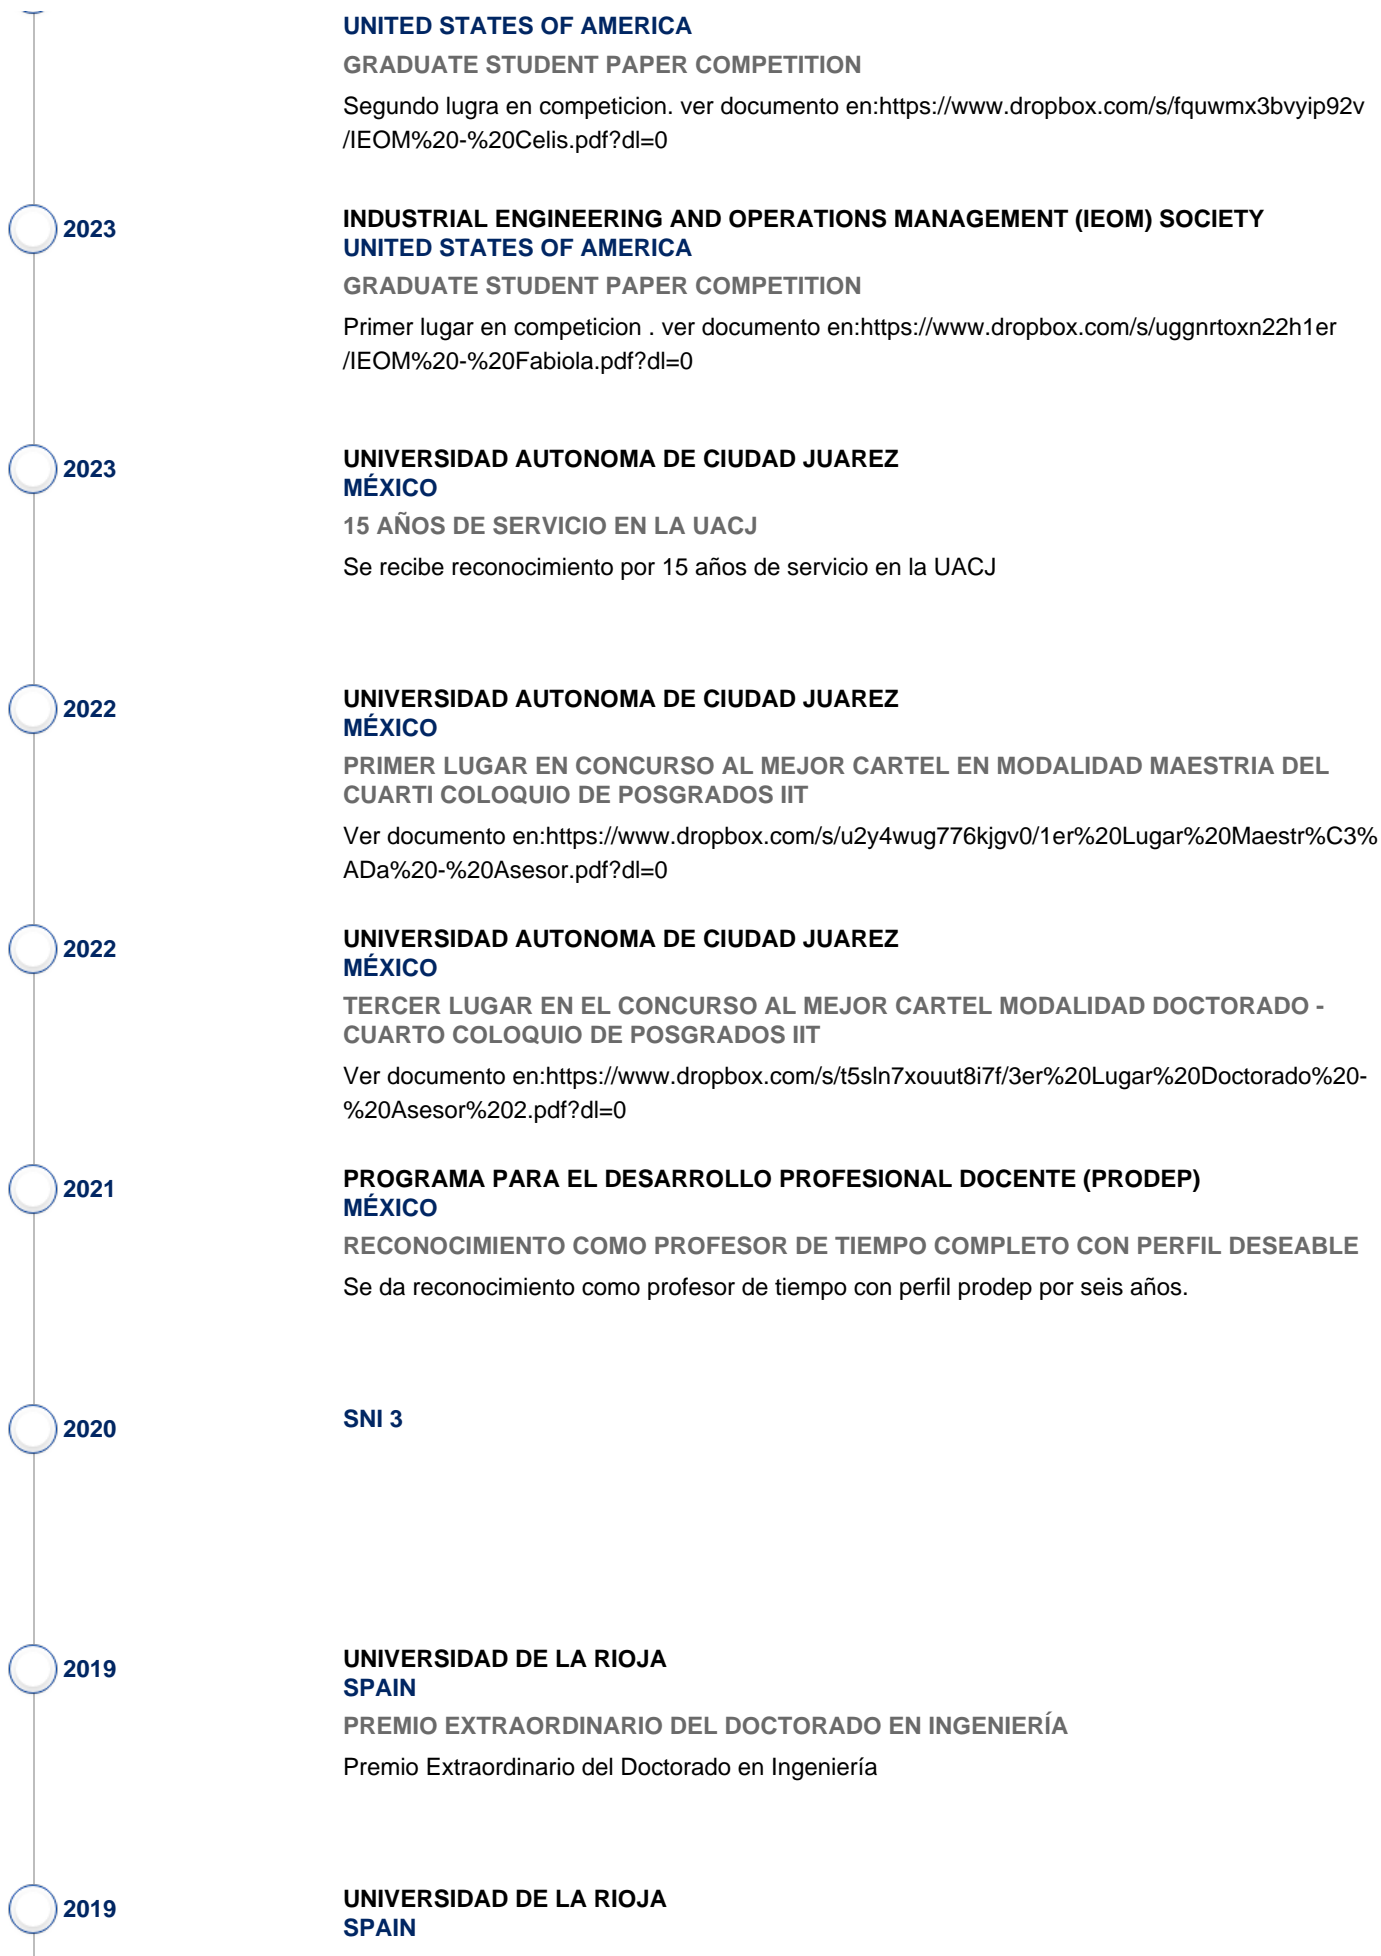 UNITED STATES OF AMERICA
GRADUATE STUDENT PAPER COMPETITION
Segundo lugra en competicion. ver documento en:https://www.dropbox.com/s/fquwmx3bvyip92v
/IEOM%20-%20Celis.pdf?dl=0
2023
INDUSTRIAL ENGINEERING AND OPERATIONS MANAGEMENT (IEOM) SOCIETY
UNITED STATES OF AMERICA
GRADUATE STUDENT PAPER COMPETITION
Primer lugar en competicion . ver documento en:https://www.dropbox.com/s/uggnrtoxn22h1er
/IEOM%20-%20Fabiola.pdf?dl=0
2023
UNIVERSIDAD AUTONOMA DE CIUDAD JUAREZ
MÉXICO
15 AÑOS DE SERVICIO EN LA UACJ
Se recibe reconocimiento por 15 años de servicio en la UACJ
2022
UNIVERSIDAD AUTONOMA DE CIUDAD JUAREZ
MÉXICO
PRIMER LUGAR EN CONCURSO AL MEJOR CARTEL EN MODALIDAD MAESTRIA DEL
CUARTI COLOQUIO DE POSGRADOS IIT
Ver documento en:https://www.dropbox.com/s/u2y4wug776kjgv0/1er%20Lugar%20Maestr%C3%
ADa%20-%20Asesor.pdf?dl=0
2022
UNIVERSIDAD AUTONOMA DE CIUDAD JUAREZ
MÉXICO
TERCER LUGAR EN EL CONCURSO AL MEJOR CARTEL MODALIDAD DOCTORADO -
CUARTO COLOQUIO DE POSGRADOS IIT
Ver documento en:https://www.dropbox.com/s/t5sln7xouut8i7f/3er%20Lugar%20Doctorado%20-
%20Asesor%202.pdf?dl=0
2021
PROGRAMA PARA EL DESARROLLO PROFESIONAL DOCENTE (PRODEP)
MÉXICO
RECONOCIMIENTO COMO PROFESOR DE TIEMPO COMPLETO CON PERFIL DESEABLE
Se da reconocimiento como profesor de tiempo con perfil prodep por seis años.
2020
SNI 3
2019
UNIVERSIDAD DE LA RIOJA
SPAIN
PREMIO EXTRAORDINARIO DEL DOCTORADO EN INGENIERÍA
Premio Extraordinario del Doctorado en Ingeniería
2019
UNIVERSIDAD DE LA RIOJA
SPAIN